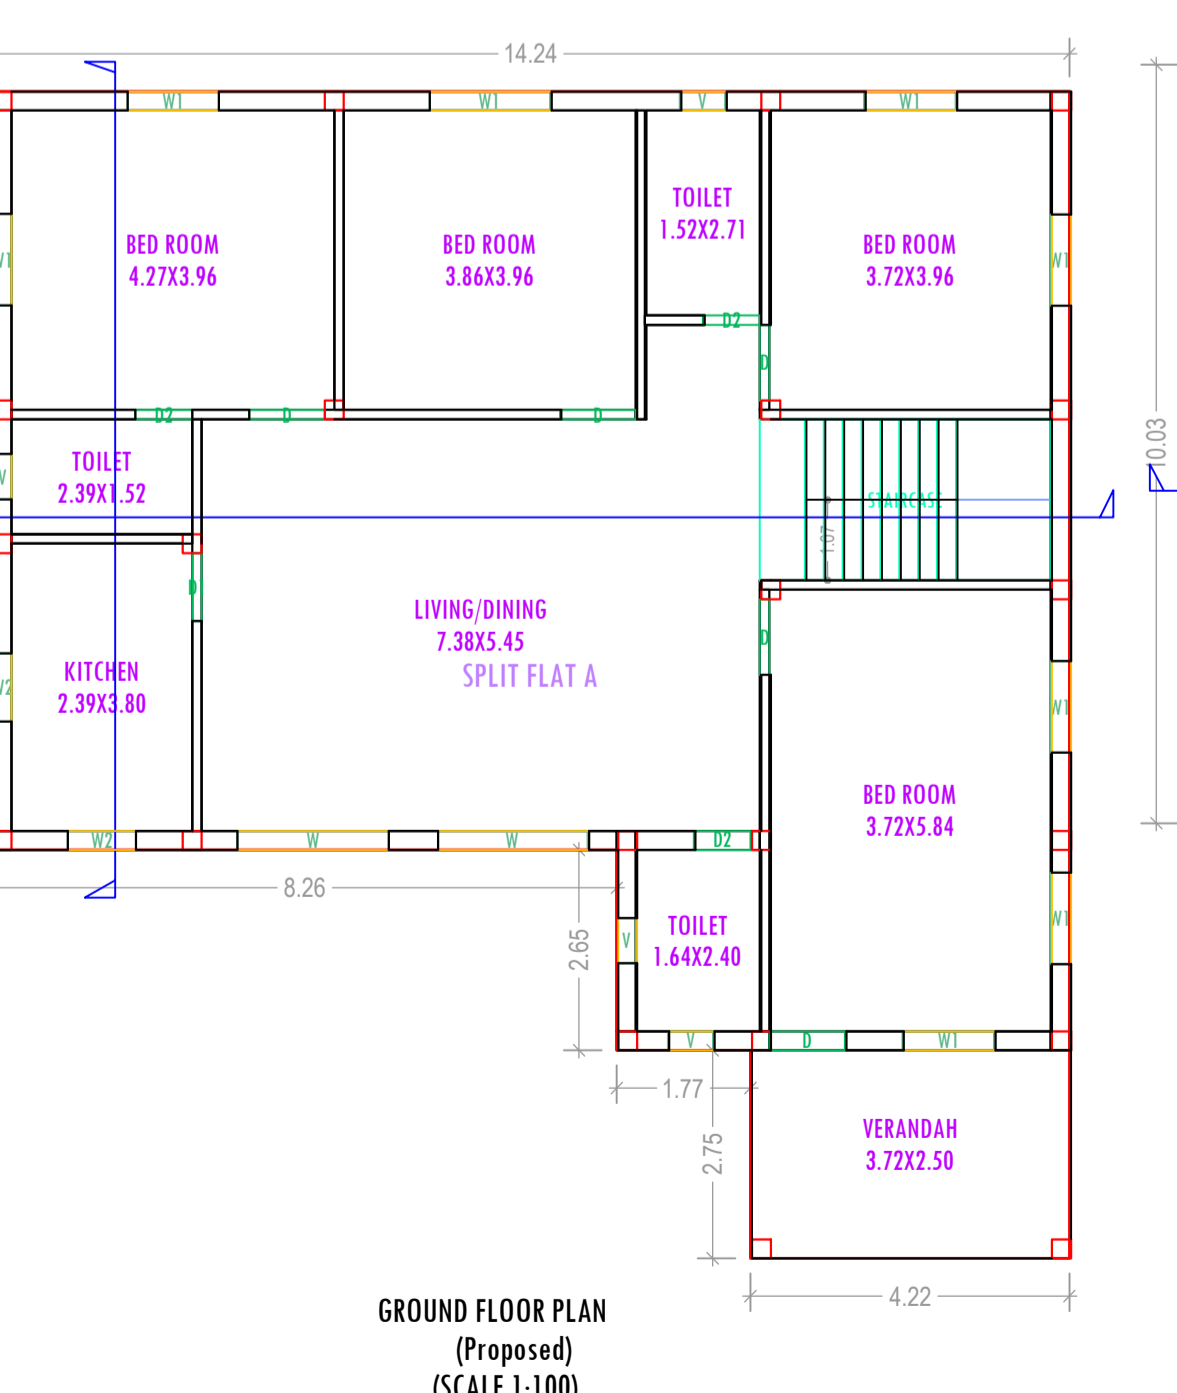 14.24
W1
W1
V
W1
TOILET
1.52X2.71
BED ROOM
4.27X3.96
BED ROOM
3.86X3.96
BED ROOM
3.72X3.96
W1
D2
D
D2
D
D
10.03
TOILET
2.39X1.52
V
STAIRCASE
1.07
D
LIVING/DINING
7.38X5.45
D
SPLIT FLAT A
KITCHEN
2.39X3.80
W1
BED ROOM
3.72X5.84
W2
W
W
D2
8.26
2.65
V
TOILET
1.64X2.40
W1
V
D
W1
1.77
2.75
VERANDAH
3.72X2.50
4.22
GROUND FLOOR PLAN
(Proposed)
(SCALE 1:100)